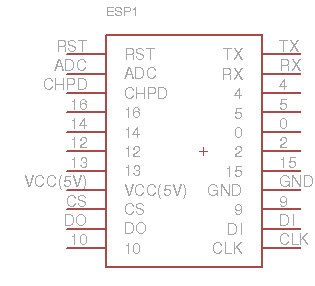 ESP1
RST RST TX TX
ADC ADC RX RX
CHPD CHPD 4 4
16 16 5 5
14 14 0 0
12 12 2 2
13 13 15 15
VCC(5V) VCC(5V) GND GND
CS CS 9 9
DO DO DI DI
10 10 CLK CLK